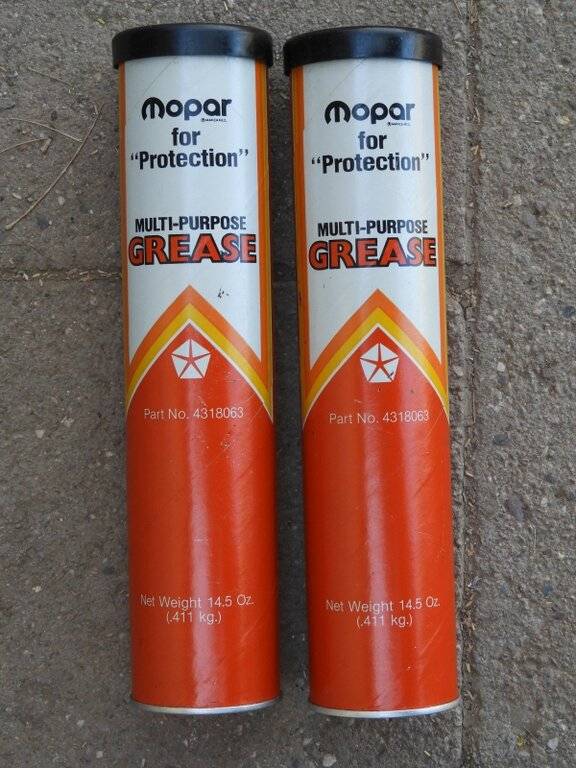 mopar
for
"Protection"
MULTI-PURPOSE
GREASE
Part No. 4318063
Net Weight 14.5 Oz.
(.411 kg.)
mopar
for
"Protection"
MULTI-PURPOSE
GREASE
Part No. 4318063
Net Weight 14.5 Oz.
(.411 kg.)